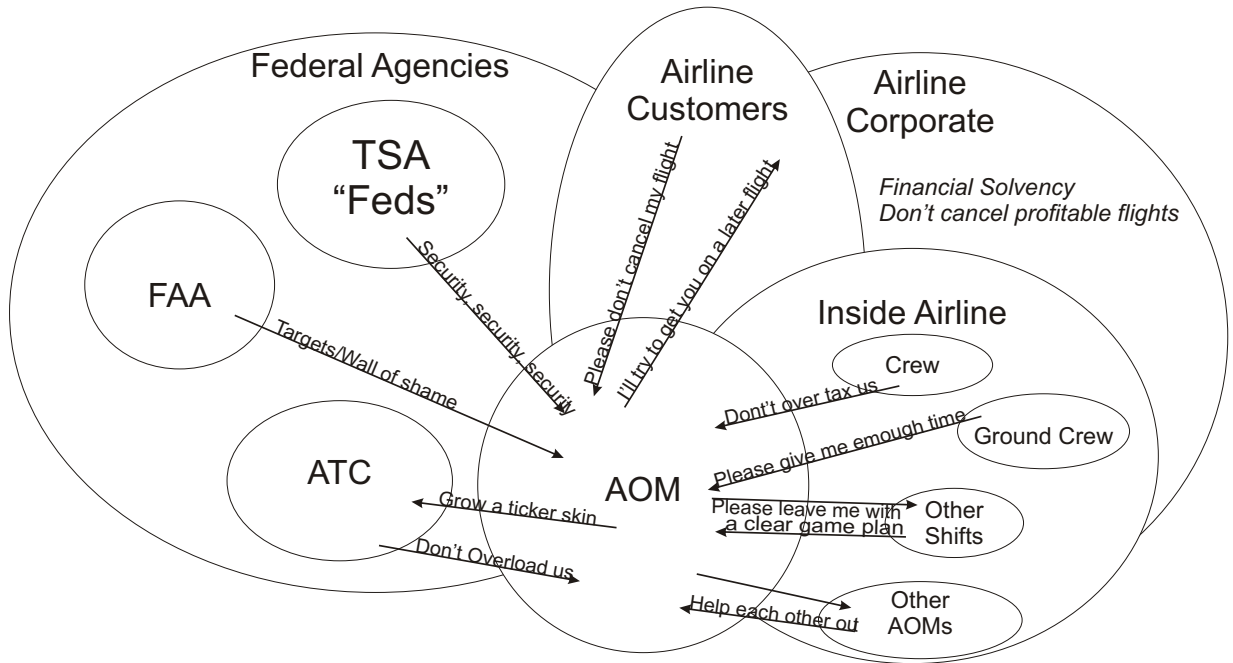 Federal Agencies
TSA
“Feds”
FAA
ATC
Security, security, security
Targets/Wall of shame
Grow a ticker skin
Don't Overload us
Airline
Customers
Please don't cancel my flight
I'll try to get you on a later flight
Airline
Corporate
Financial Solvency
Don't cancel profitable flights
Inside Airline
Crew
Dont't over tax us
Ground Crew
Please give me emough time
AOM
Please leave me with
a clear game plan
Other
Shifts
Help each other out
Other
AOMs